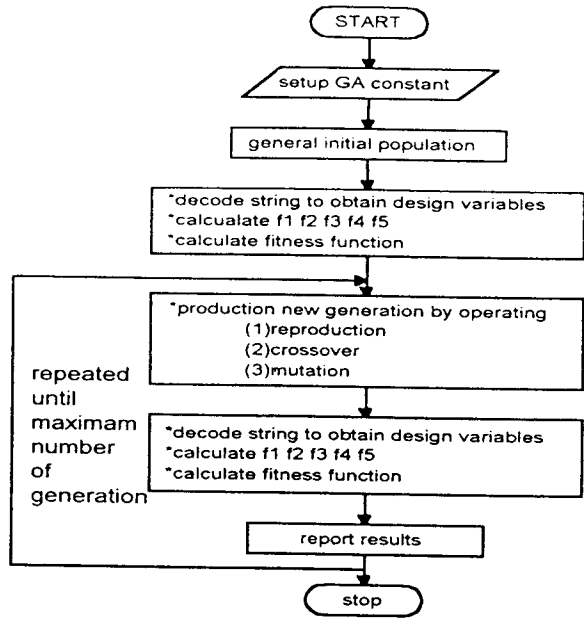 START
setup GA constant
general initial population
*decode string to obtain design variables
*calcualate f1 f2 f3 f4 f5
*calculate fitness function
*production new generation by operating
(1)reproduction
(2)crossover
(3)mutation
repeated
until
maximam
number
of
generation
*decode string to obtain design variables
*calculate f1 f2 f3 f4 f5
*calculate fitness function
report results
stop